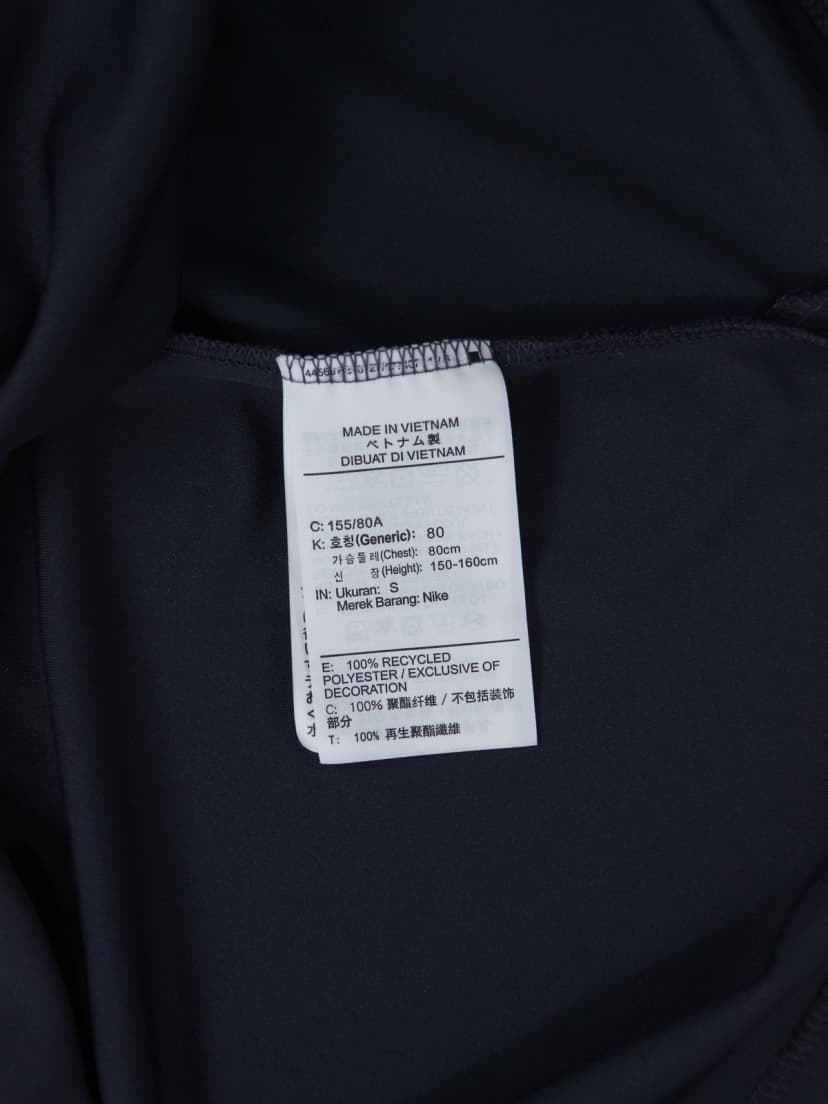 MADE IN VIETNAM
ベトナム製
DIBUAT DI VIETNAM
C: 155/80A
K: 호칭(Generic): 80
가슴둘레(Chest): 80cm
신 장(Height): 150-160cm
IN: Ukuran: S
Merek Barang: Nike
E: 100% RECYCLED
POLYESTER / EXCLUSIVE OF
DECORATION
C: 100% 聚酯纤维 / 不包括装饰
部分
T: 100% 再生聚酯纖維